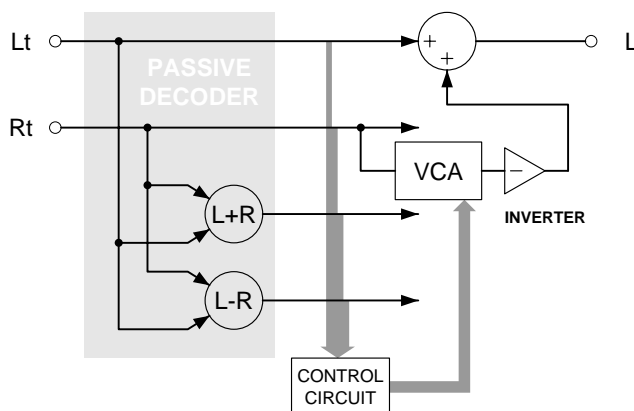 Lt
+
+
L
PASSIVE
DECODER
Rt
VCA
−
INVERTER
L+R
L-R
CONTROL
CIRCUIT